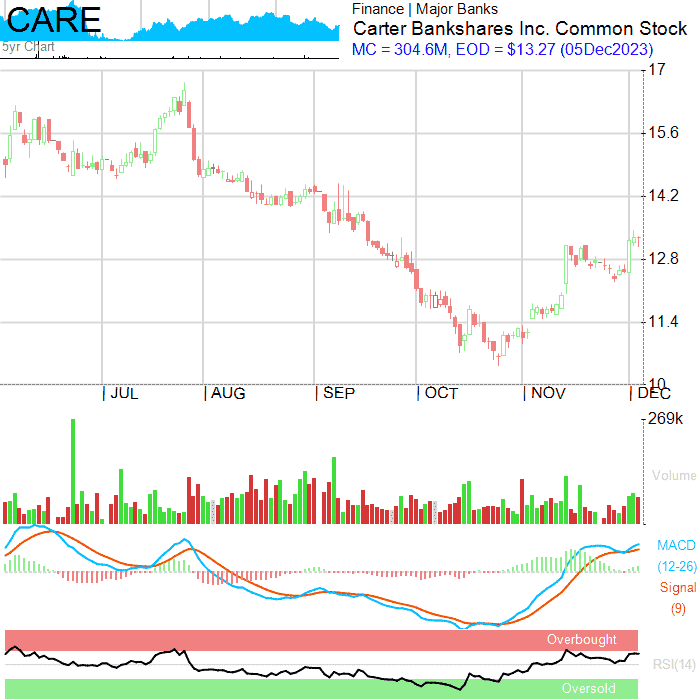 CARE
5yr Chart
Finance | Major Banks
Carter Bankshares Inc. Common Stock
MC = 304.6M, EOD = $13.27 (05Dec2023)
17
15.6
14.2
12.8
11.4
10
| JUL | AUG | SEP | OCT | NOV | DEC
269k
Volume
MACD
(12-26)
Signal
(9)
Overbought
RSI(14)
Oversold